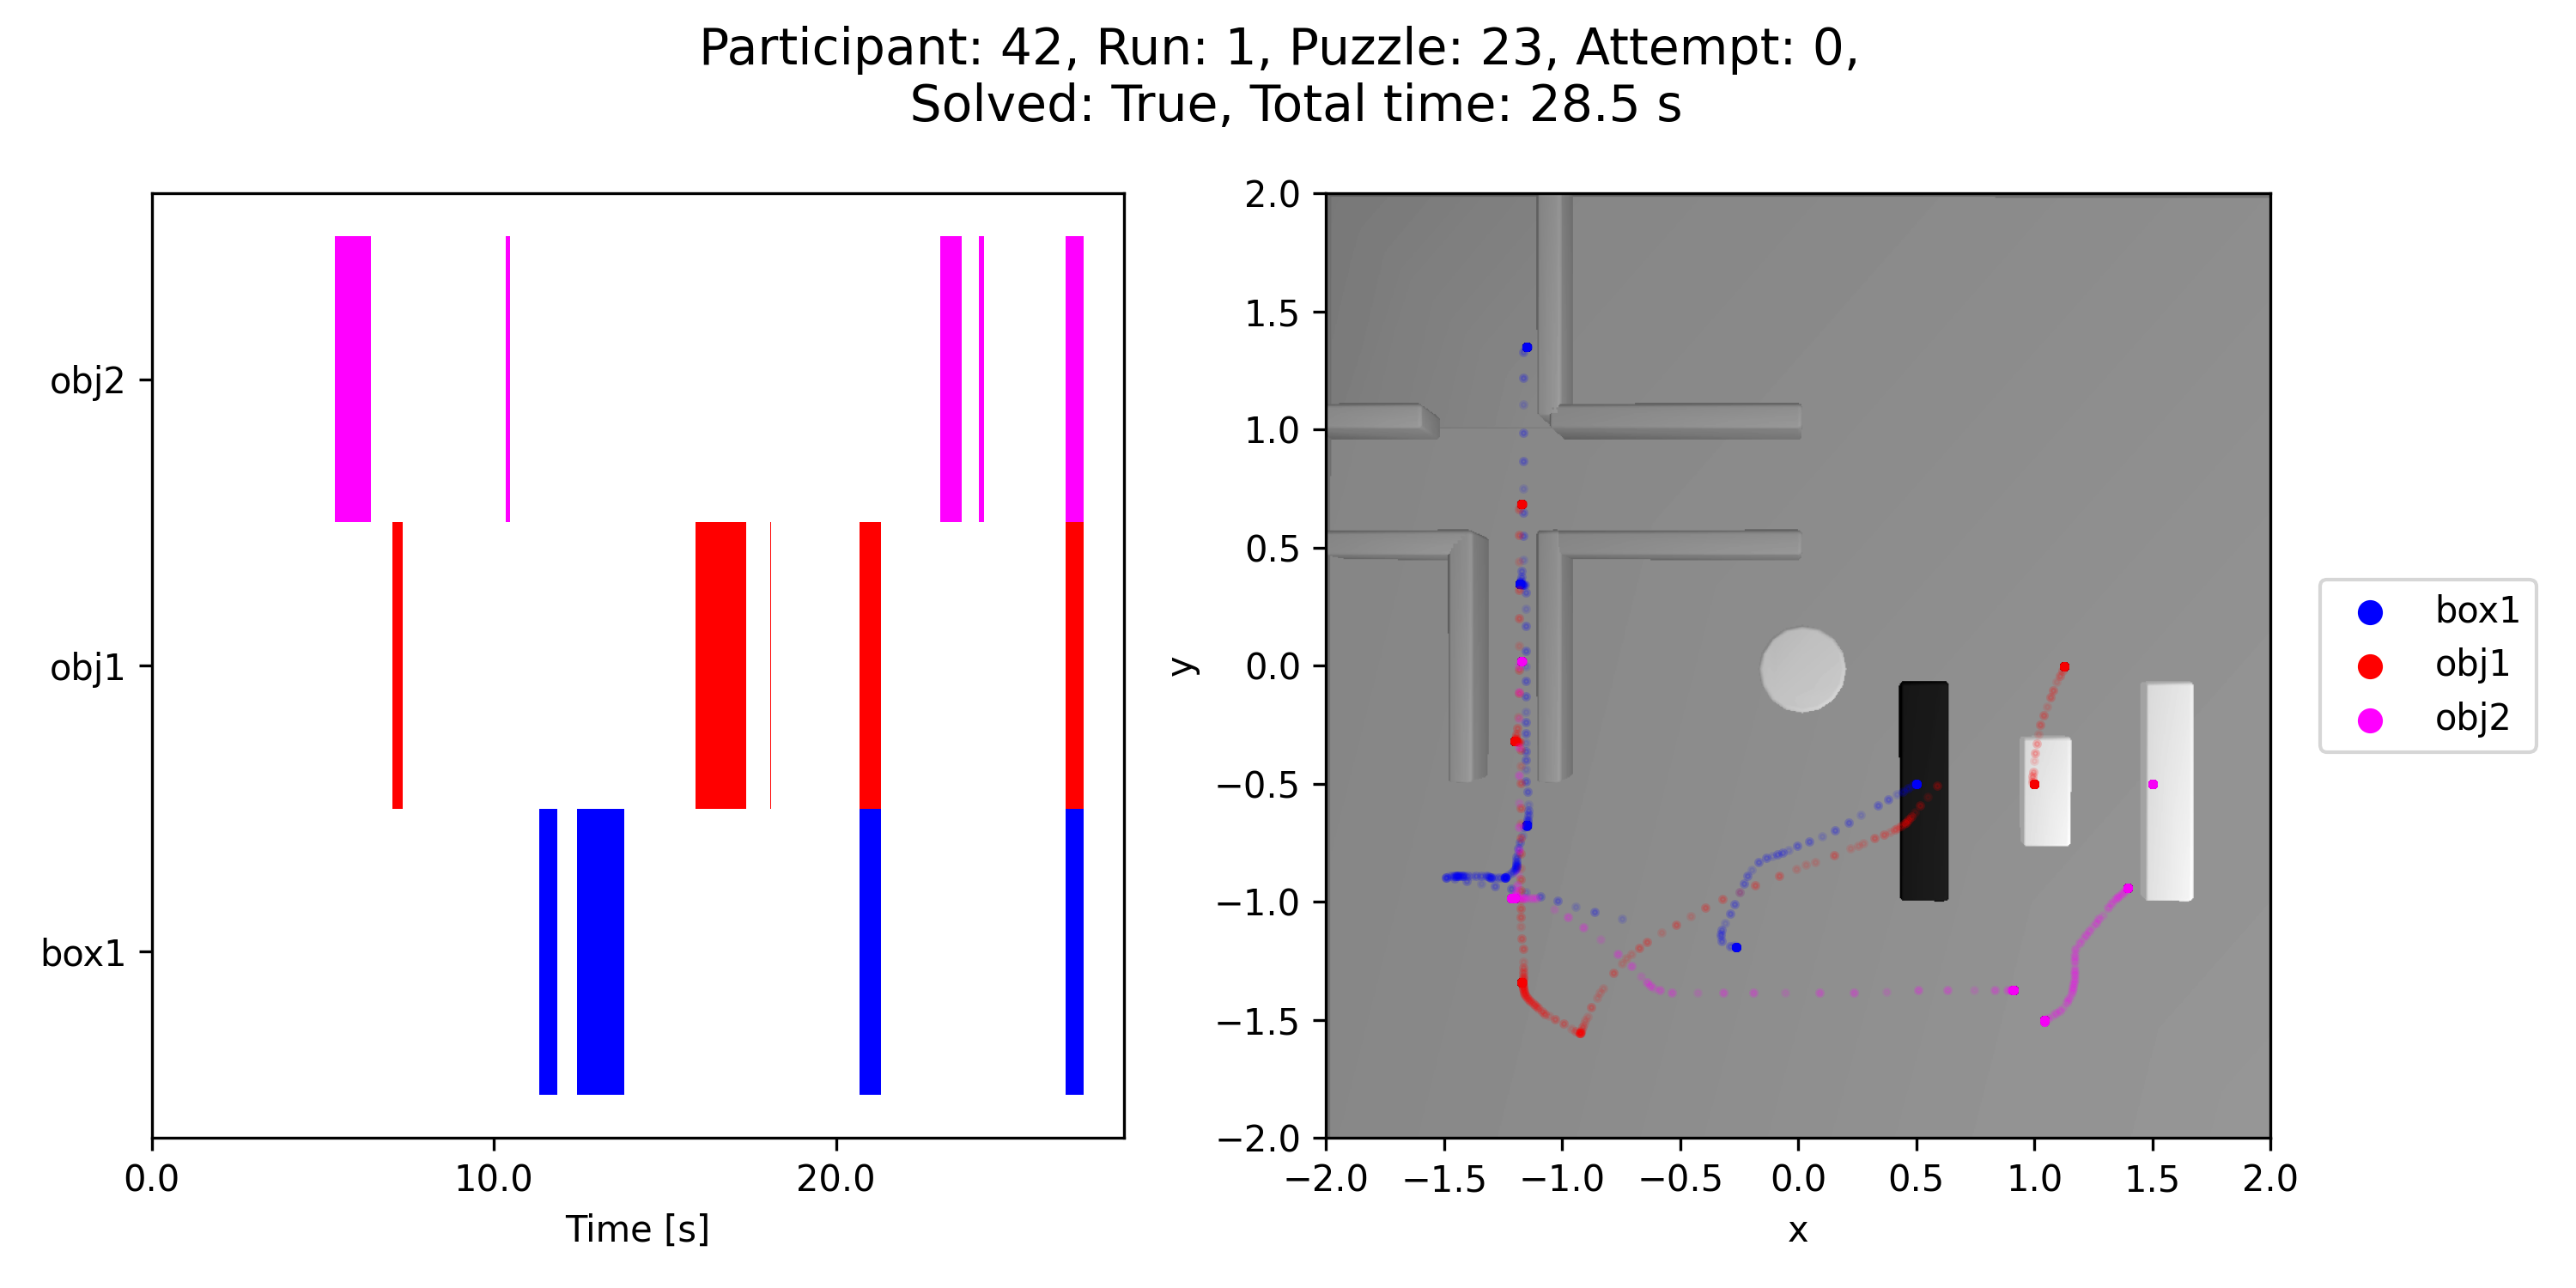 Participant: 42, Run: 1, Puzzle: 23, Attempt: 0,
Solved: True, Total time: 28.5 s
obj2
obj1
box1
0.0 10.0 20.0
Time [s]
2.0
1.5
1.0
0.5
0.0
−0.5
−1.0
−1.5
−2.0
y
−2.0 −1.5 −1.0 −0.5 0.0 0.5 1.0 1.5 2.0
x
box1
obj1
obj2